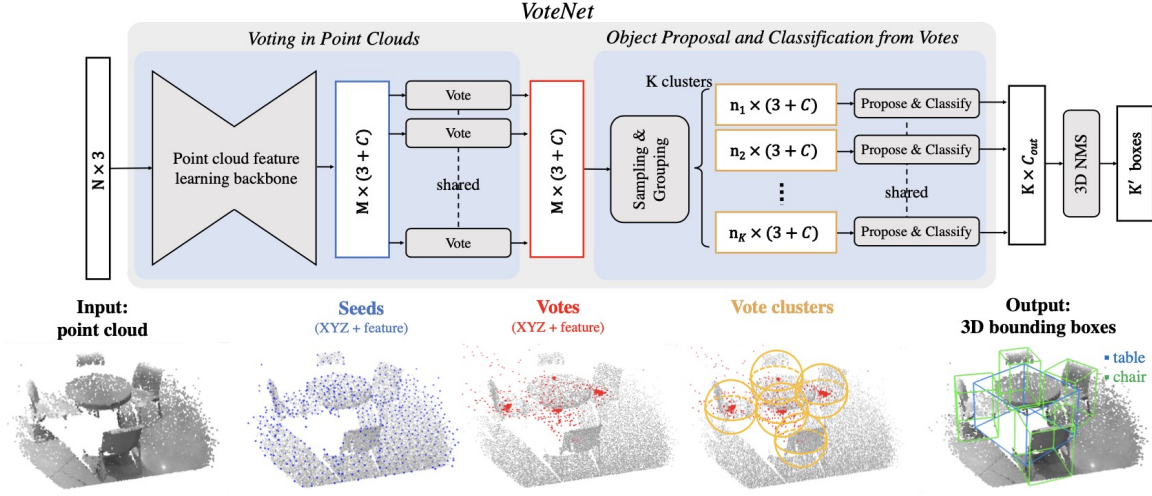 VoteNet
Voting in Point Clouds
Object Proposal and Classification from Votes
N × 3
Point cloud feature
learning backbone
M × (3 + C)
Vote
Vote
shared
Vote
M × (3 + C)
Sampling &
Grouping
K clusters
n₁ × (3 + C)
n₂ × (3 + C)
⋮
n_K × (3 + C)
Propose & Classify
Propose & Classify
shared
Propose & Classify
K × C_out
3D NMS
K' boxes
Input:
point cloud
Seeds
(XYZ + feature)
Votes
(XYZ + feature)
Vote clusters
Output:
3D bounding boxes
table
chair